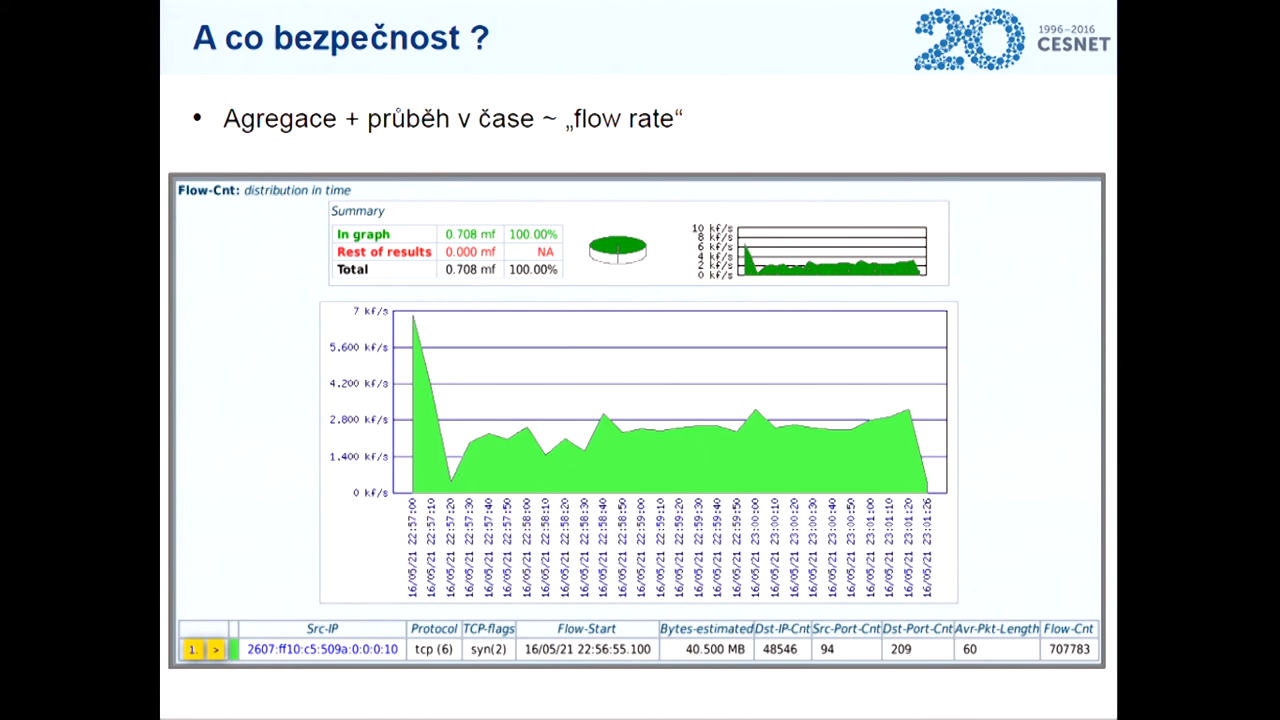 A co bezpečnost ?
20
1996–2016
CESNET
• Agregace + průběh v čase ~ „flow rate“
Flow-Cnt: distribution in time
Summary
In graph 0.708 mf 100.00%
Rest of results 0.000 mf NA
Total 0.708 mf 100.00%
10 kf/s
8 kf/s
6 kf/s
4 kf/s
2 kf/s
0 kf/s
7 kf/s
5.600 kf/s
4.200 kf/s
2.800 kf/s
1.400 kf/s
0 kf/s
16/05/21 22:57:00
16/05/21 22:57:10
16/05/21 22:57:20
16/05/21 22:57:30
16/05/21 22:57:40
16/05/21 22:57:50
16/05/21 22:58:00
16/05/21 22:58:10
16/05/21 22:58:20
16/05/21 22:58:30
16/05/21 22:58:40
16/05/21 22:58:50
16/05/21 22:59:00
16/05/21 22:59:10
16/05/21 22:59:20
16/05/21 22:59:30
16/05/21 22:59:40
16/05/21 22:59:50
16/05/21 23:00:00
16/05/21 23:00:10
16/05/21 23:00:20
16/05/21 23:00:30
16/05/21 23:00:40
16/05/21 23:00:50
16/05/21 23:01:00
16/05/21 23:01:10
16/05/21 23:01:20
16/05/21 23:01:26
Src-IP Protocol TCP-flags Flow-Start Bytes-estimated Dst-IP-Cnt Src-Port-Cnt Dst-Port-Cnt Avr-Pkt-Length Flow-Cnt
1. > 2607:ff10:c5:509a:0:0:0:10 tcp (6) syn(2) 16/05/21 22:56:55.100 40.500 MB 48546 94 209 60 707783